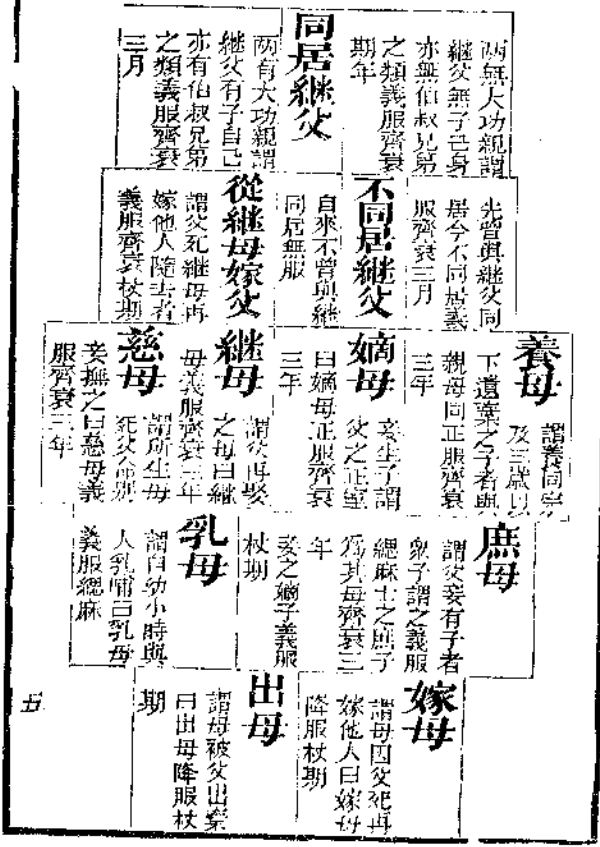 同居繼父
兩無大功親謂
繼父無子己身
亦無伯叔兄弟
之類義服齊衰
期年
兩有大功親謂
繼父有子自己
亦有伯叔兄弟
之類義服齊衰
三月
不同居繼父
先曾與繼父同
居今不同居義
服齊衰三月
自來不曾與繼
同居無服
從繼母嫁父
謂父死繼母再
嫁他人隨去者
義服齊衰杖期
養母
謂養同宗
及三歲以
下遺棄之子者與
親母同正服齊衰
三年
嫡母
妾生子謂
父之正室
曰嫡母正服齊衰
三年
繼母
謂父再娶
之母曰繼
母義服齊衰三年
慈母
謂所生母
死父命別
妾撫之曰慈母義
服齊衰三年
庶母
謂父妾有子者
眾子謂之義服
緦麻士之庶子
為其母齊衰三
年
妾之嫡子義服
杖期
乳母
謂自幼小時與
人乳哺曰乳母
義服緦麻
嫁母
謂母因父死再
嫁他人曰嫁母
降服杖期
出母
謂母被父出棄
曰出母降服杖
期
五